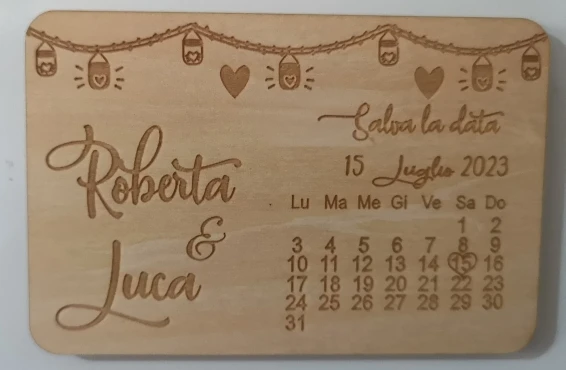 Salva la data
Roberta
&
Luca
15 Luglio 2023
Lu Ma Me Gi Ve Sa Do
1 2
3 4 5 6 7 8 9
10 11 12 13 14 15 16
17 18 19 20 21 22 23
24 25 26 27 28 29 30
31